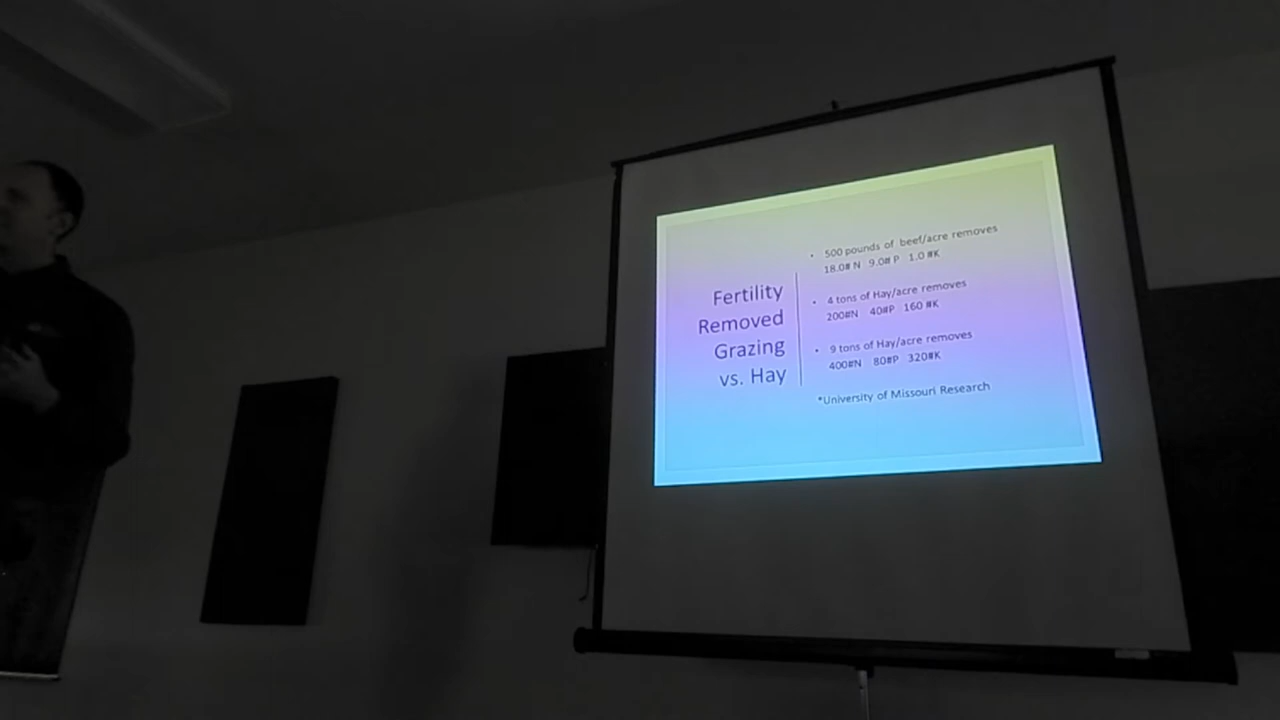 Fertility
Removed
Grazing
vs. Hay
• 500 pounds of beef/acre removes
18.0# N 9.0# P 1.0 #K
• 4 tons of Hay/acre removes
200#N 40#P 160 #K
• 9 tons of Hay/acre removes
400#N 80#P 320#K
*University of Missouri Research